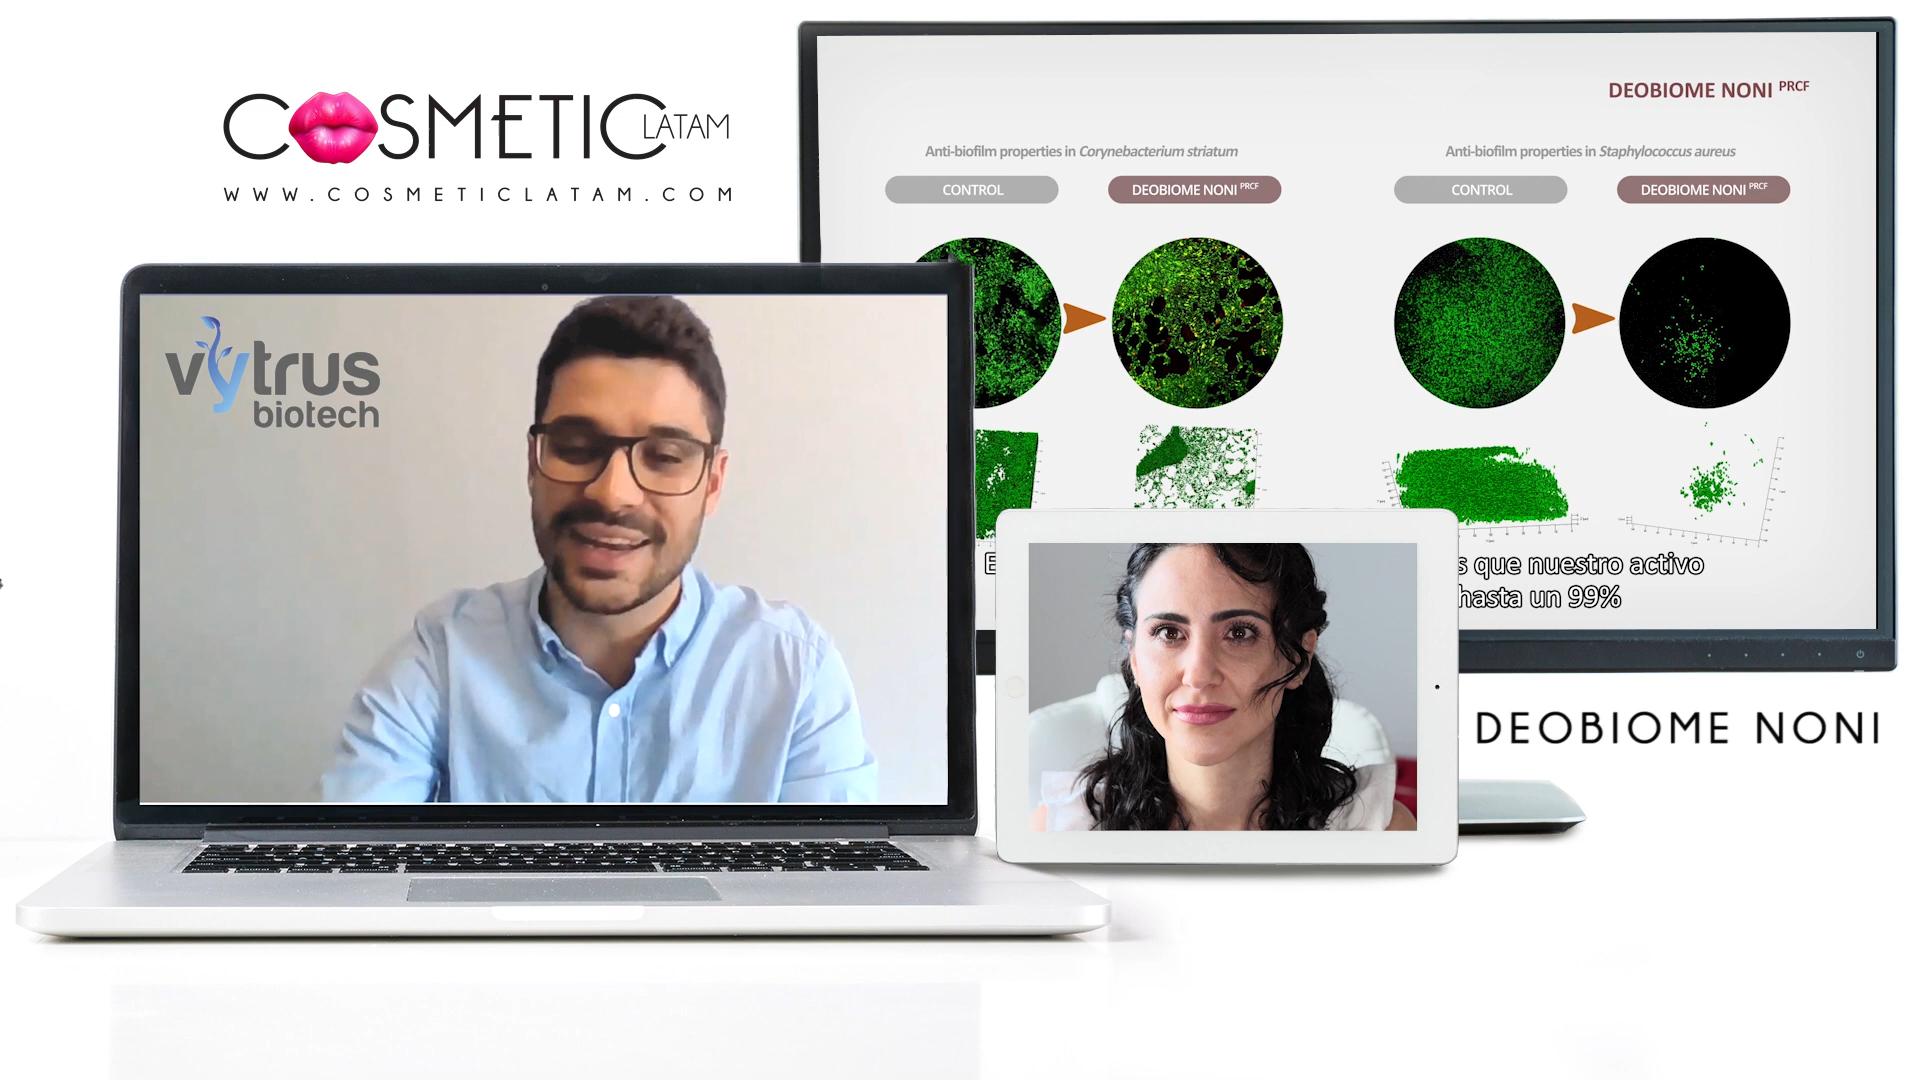 COSMETIC LATAM
WWW.COSMETICLATAM.COM
DEOBIOME NONI PRCF
Anti-biofilm properties in Corynebacterium striatum
CONTROL
DEOBIOME NONI PRCF
Anti-biofilm properties in Staphylococcus aureus
CONTROL
DEOBIOME NONI PRCF
vytrus
biotech
que nuestro activo
hasta un 99%
DEOBIOME NONI